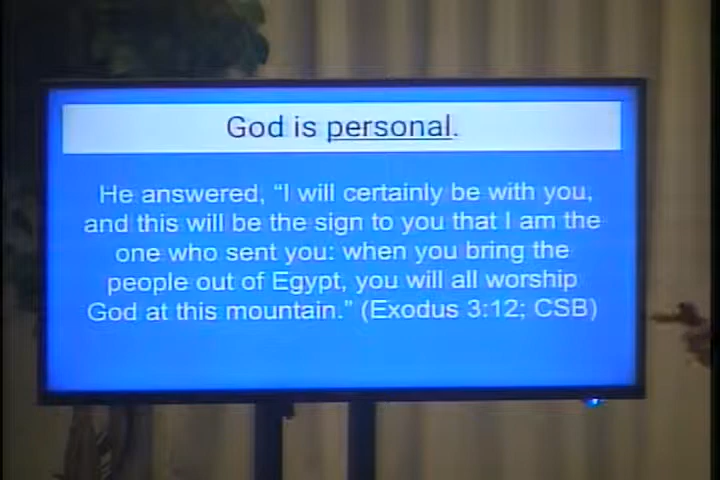 God is personal.
He answered, “I will certainly be with you,
and this will be the sign to you that I am the
one who sent you: when you bring the
people out of Egypt, you will all worship
God at this mountain.” (Exodus 3:12; CSB)